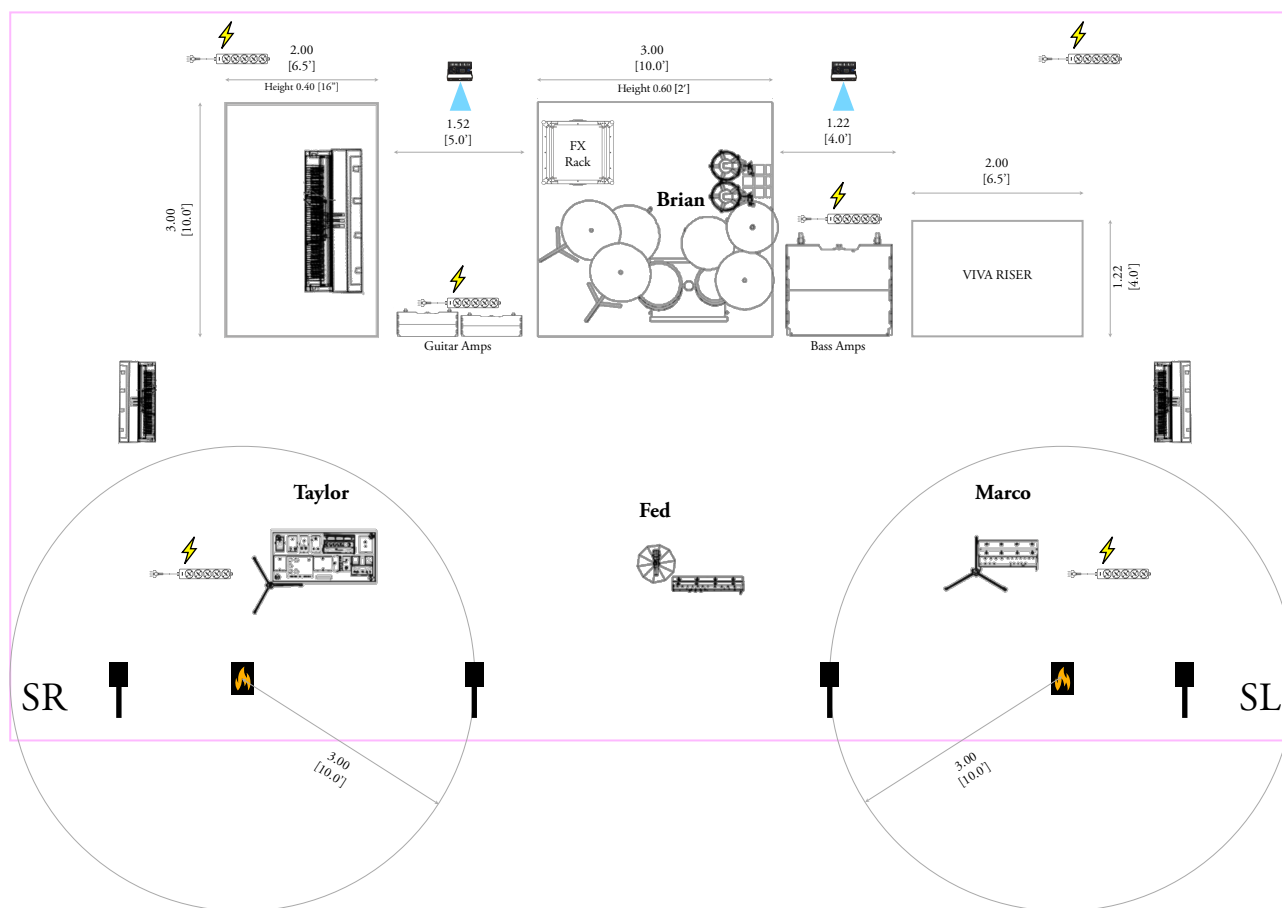 2.00
[6.5’]
Height 0.40 [16”]
3.00
[10.0’]
Height 0.60 [2’]
1.52
[5.0’]
1.22
[4.0’]
FX
Rack
2.00
[6.5’]
Brian
3.00
[10.0’]
VIVA RISER
1.22
[4.0’]
Guitar Amps
Bass Amps
Taylor
Fed
Marco
SR
SL
3.00
[10.0’]
3.00
[10.0’]